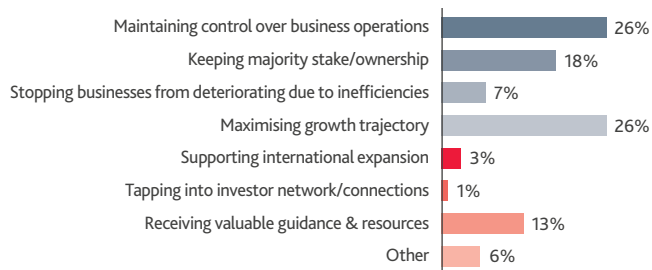 Maintaining control over business operations 26%
Keeping majority stake/ownership 18%
Stopping businesses from deteriorating due to inefficiencies 7%
Maximising growth trajectory 26%
Supporting international expansion 3%
Tapping into investor network/connections 1%
Receiving valuable guidance & resources 13%
Other 6%